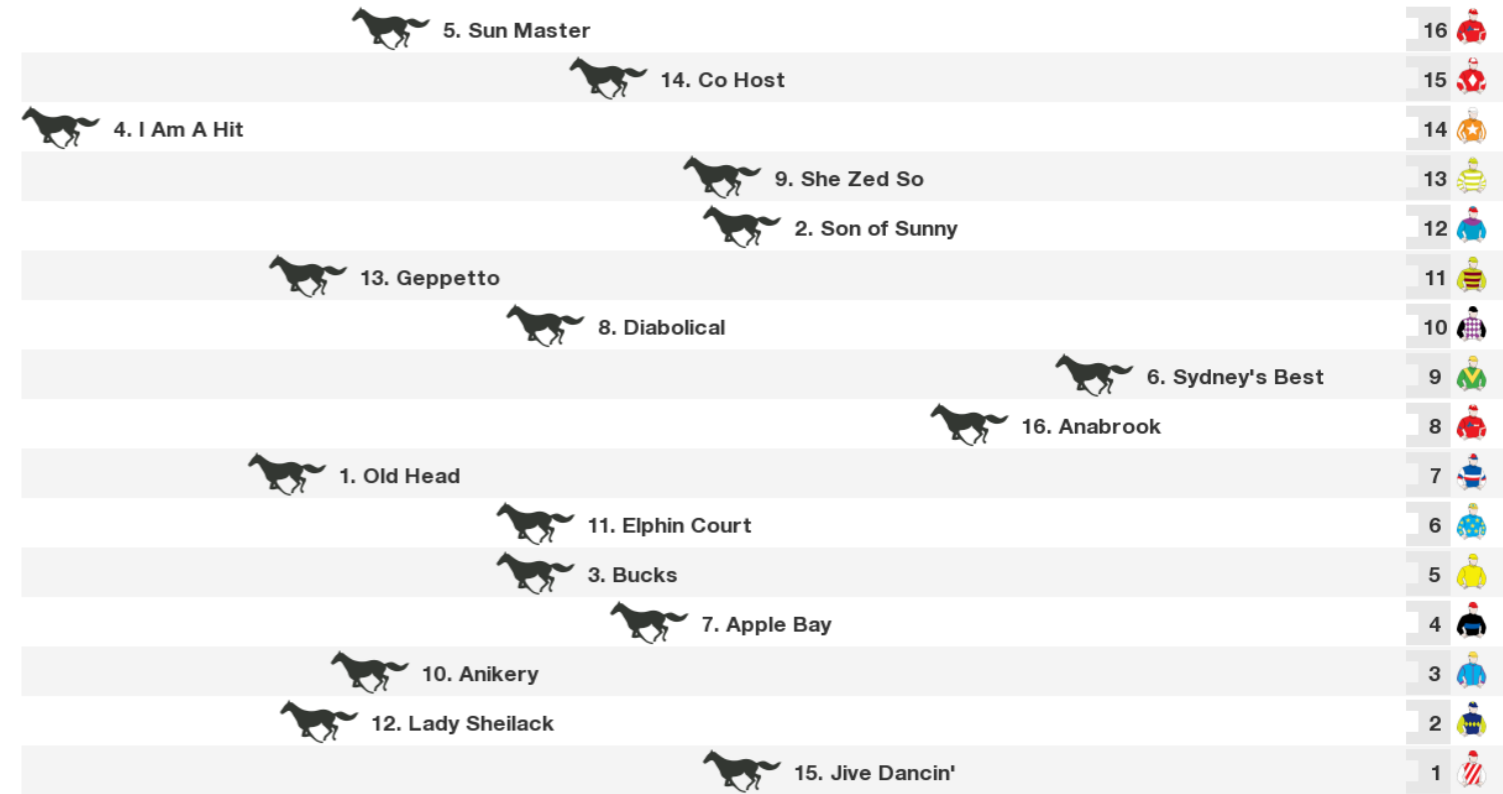 5. Sun Master 16
14. Co Host 15
4. I Am A Hit 14
9. She Zed So 13
2. Son of Sunny 12
13. Geppetto 11
8. Diabolical 10
6. Sydney's Best 9
16. Anabrook 8
1. Old Head 7
11. Elphin Court 6
3. Bucks 5
7. Apple Bay 4
10. Anikery 3
12. Lady Sheilack 2
15. Jive Dancin' 1